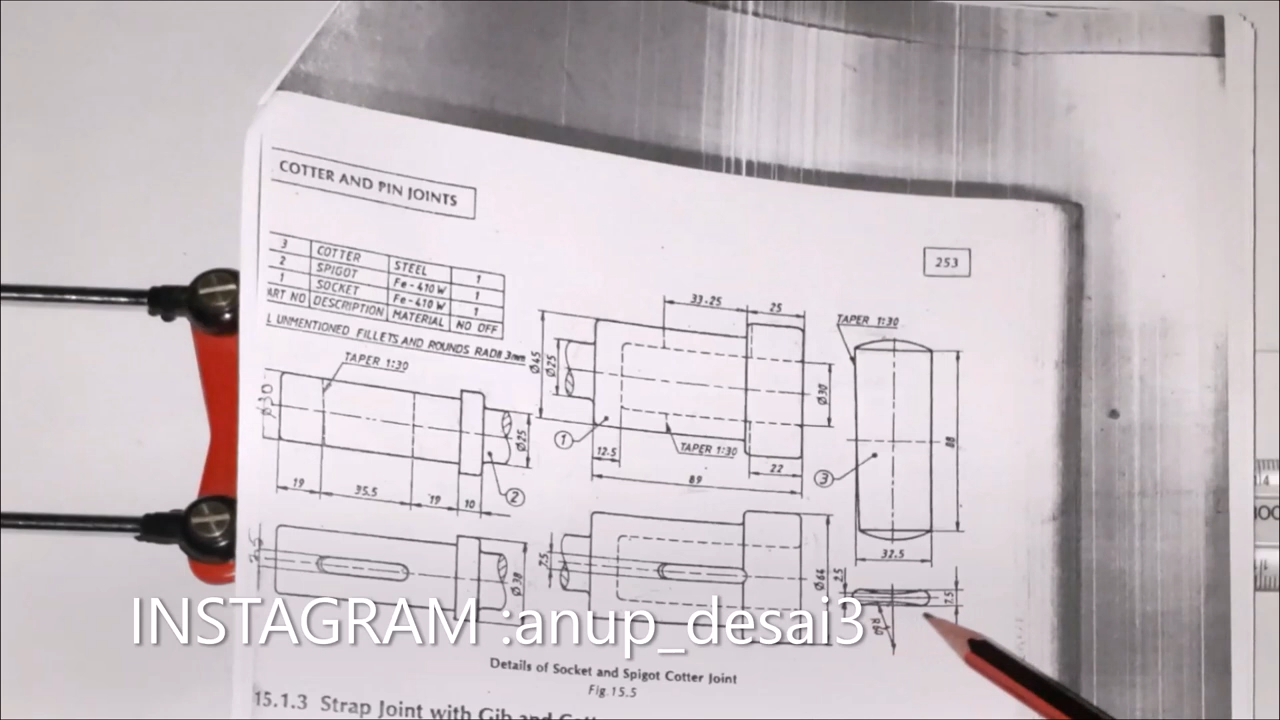 COTTER AND PIN JOINTS
253
3 COTTER STEEL 1
2 SPIGOT Fe-410 W 1
1 SOCKET Fe-410 W 1
ART NO DESCRIPTION MATERIAL NO OFF
L UNMENTIONED FILLETS AND ROUNDS RADII 3mm
TAPER 1:30
Ø30
Ø25
19
35.5
19
10
2
33.25
25
Ø45
Ø25
Ø30
1
TAPER 1:30
12.5
22
89
TAPER 1:30
88
3
32.5
Ø38
7.5
Ø66
2.5
7.5
INSTAGRAM :anup_desai3
Details of Socket and Spigot Cotter Joint
Fig.15.5
15.1.3 Strap Joint with Gib and